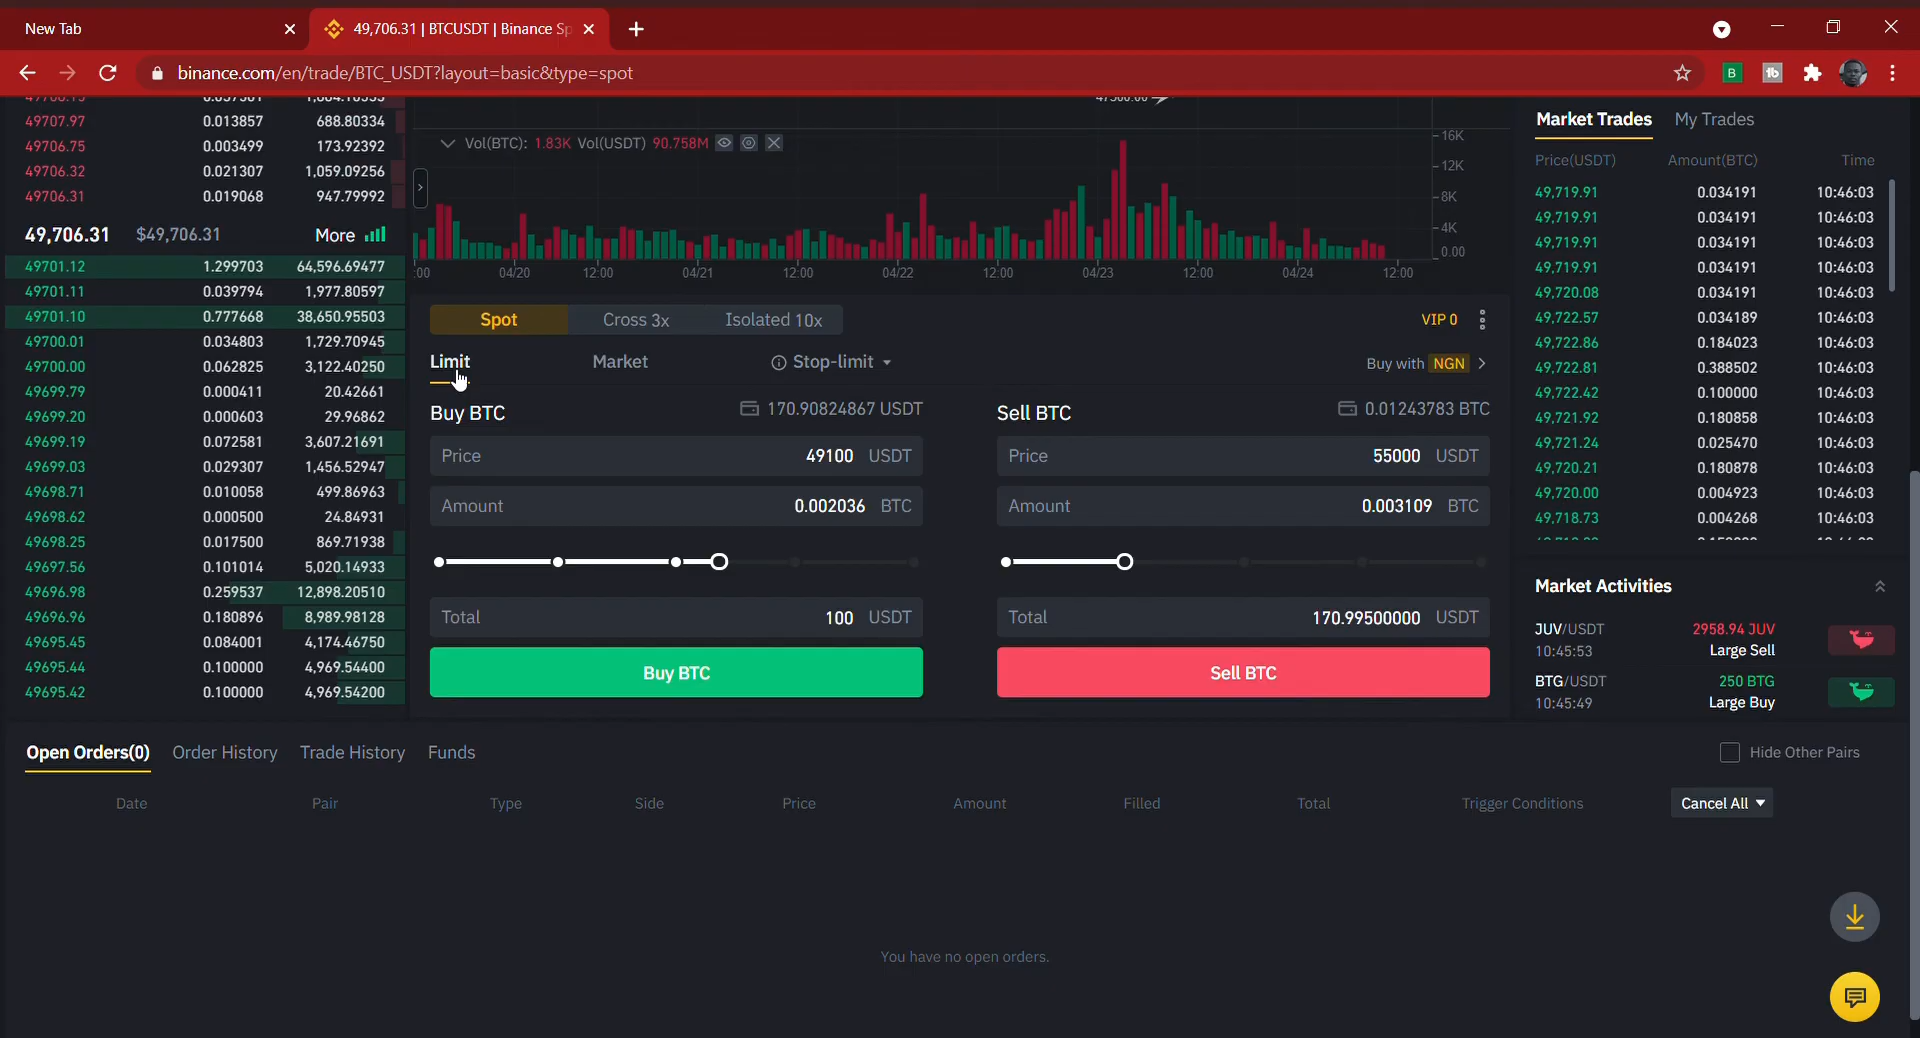 New Tab
49,706.31 | BTCUSDT | Binance Sp
binance.com/en/trade/BTC_USDT?layout=basic&type=spot
49707.97 0.013857 688.80334
49706.75 0.003499 173.92392
49706.32 0.021307 1,059.09256
49706.31 0.019068 947.79992
49,706.31 $49,706.31 More
49701.12 1.299703 64,596.69477
49701.11 0.039794 1,977.80597
49701.10 0.777668 38,650.95503
49700.01 0.034803 1,729.70945
49700.00 0.062825 3,122.40250
49699.79 0.000411 20.42661
49699.20 0.000603 29.96862
49699.19 0.072581 3,607.21691
49699.03 0.029307 1,456.52947
49698.71 0.010058 499.86963
49698.62 0.000500 24.84931
49698.25 0.017500 869.71938
49697.56 0.101014 5,020.14933
49696.98 0.259537 12,898.20510
49696.96 0.180896 8,989.98128
49695.45 0.084001 4,174.46750
49695.44 0.100000 4,969.54400
49695.42 0.100000 4,969.54200
Vol(BTC): 1.83K Vol(USDT) 90.758M
16K
12K
8K
4K
0.00
:00 04/20 12:00 04/21 12:00 04/22 12:00 04/23 12:00 04/24 12:00
Spot Cross 3x Isolated 10x VIP 0
Limit Market Stop-limit Buy with NGN
Buy BTC 170.90824867 USDT
Price 49100 USDT
Amount 0.002036 BTC
Total 100 USDT
Buy BTC
Sell BTC 0.01243783 BTC
Price 55000 USDT
Amount 0.003109 BTC
Total 170.99500000 USDT
Sell BTC
Market Trades My Trades
Price(USDT) Amount(BTC) Time
49,719.91 0.034191 10:46:03
49,719.91 0.034191 10:46:03
49,719.91 0.034191 10:46:03
49,719.91 0.034191 10:46:03
49,720.08 0.034191 10:46:03
49,722.57 0.034189 10:46:03
49,722.86 0.184023 10:46:03
49,722.81 0.388502 10:46:03
49,722.42 0.100000 10:46:03
49,721.92 0.180858 10:46:03
49,721.24 0.025470 10:46:03
49,720.21 0.180878 10:46:03
49,720.00 0.004923 10:46:03
49,718.73 0.004268 10:46:03
Market Activities
JUV/USDT 2958.94 JUV
10:45:53 Large Sell
BTG/USDT 250 BTG
10:45:49 Large Buy
Open Orders(0) Order History Trade History Funds Hide Other Pairs
Date Pair Type Side Price Amount Filled Total Trigger Conditions Cancel All
You have no open orders.